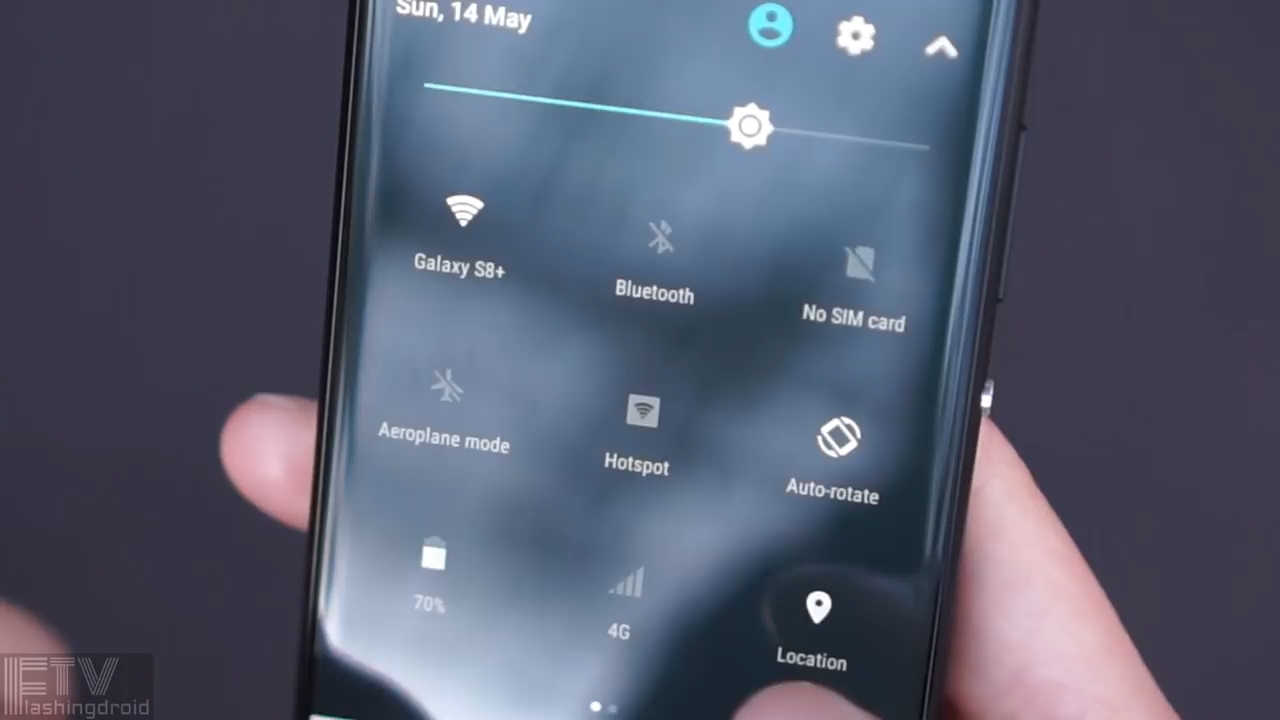 Sun, 14 May
Galaxy S8+
Bluetooth
No SIM card
Aeroplane mode
Hotspot
Auto-rotate
70%
4G
Location
ETV
lashingdroid